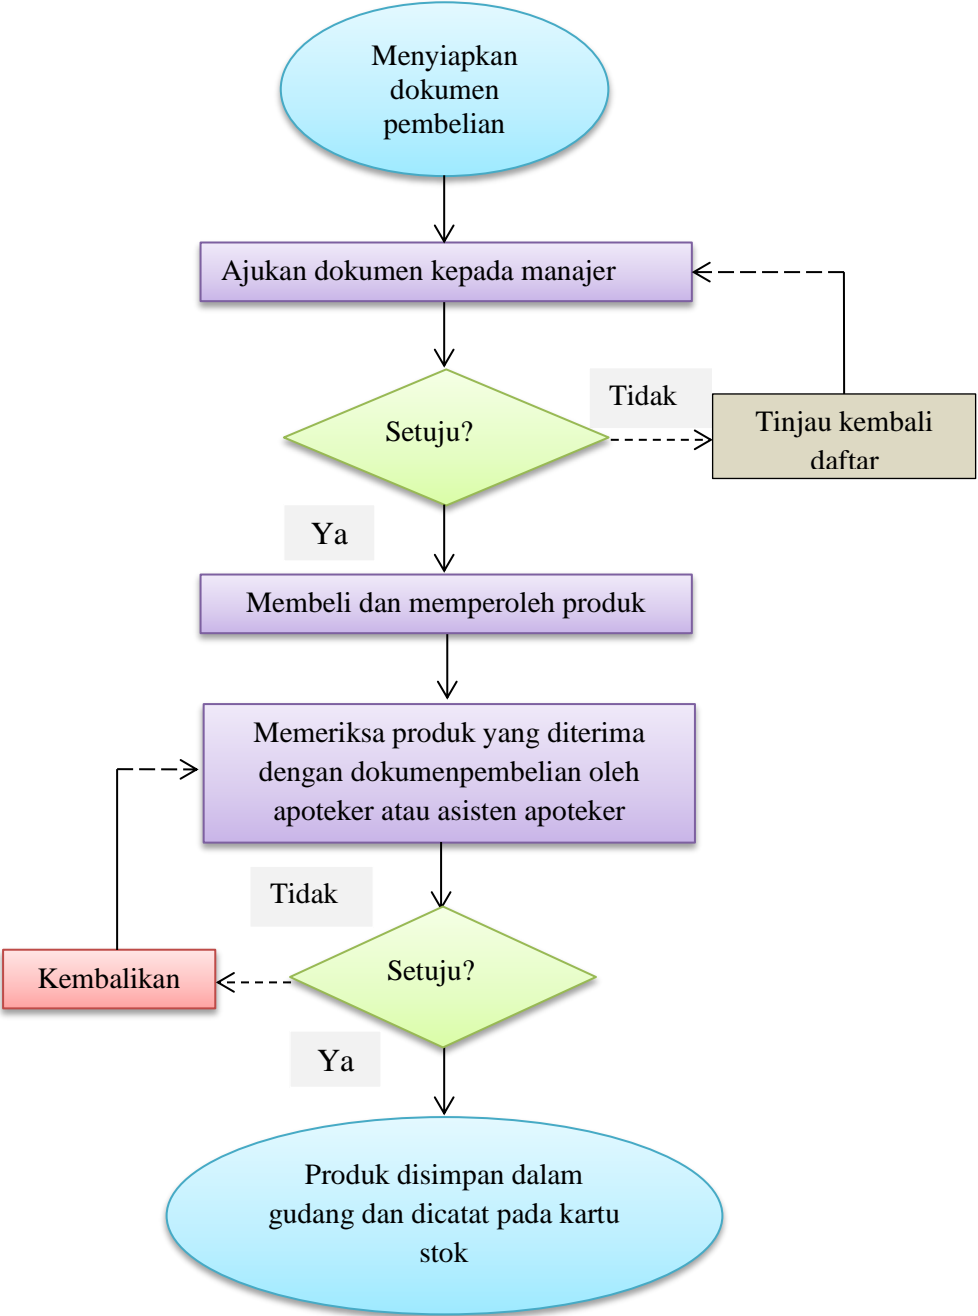 Menyiapkan
dokumen
pembelian
Ajukan dokumen kepada manajer
Setuju?
Tidak
Tinjau kembali
daftar
Ya
Membeli dan memperoleh produk
Memeriksa produk yang diterima
dengan dokumenpembelian oleh
apoteker atau asisten apoteker
Tidak
Kembalikan
Setuju?
Ya
Produk disimpan dalam
gudang dan dicatat pada kartu
stok